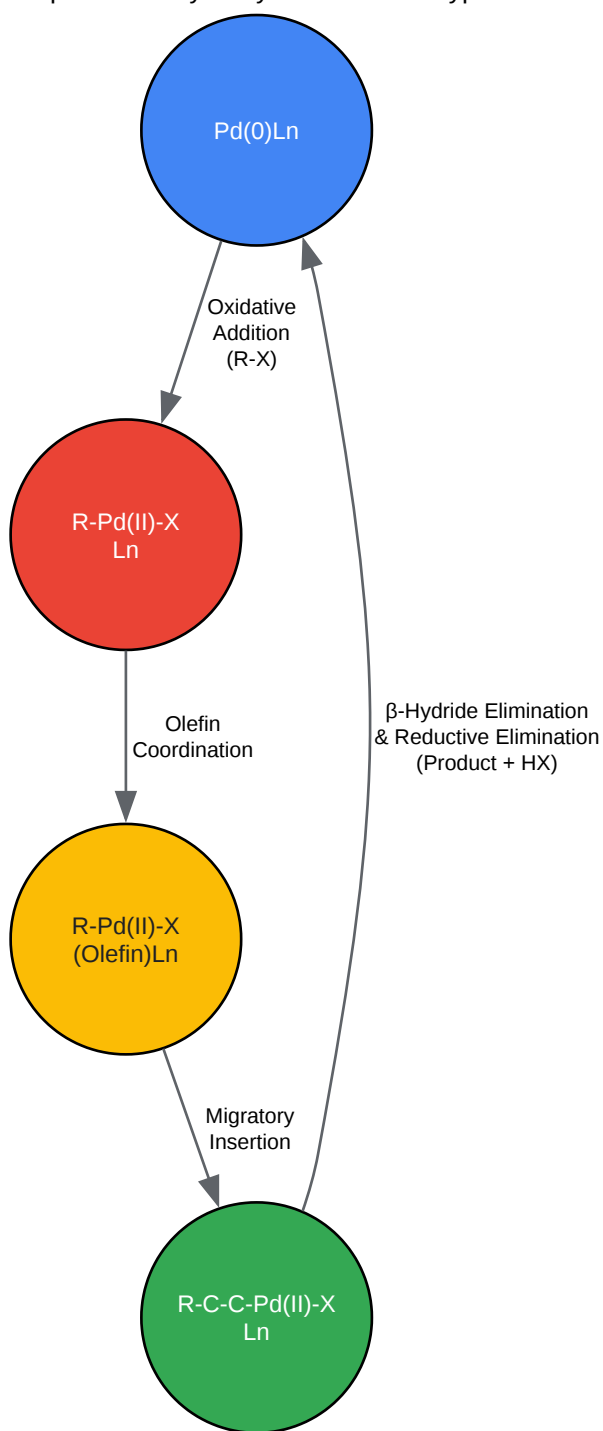 Pd(0)Ln
Oxidative
Addition
(R-X)
R-Pd(II)-X
Ln
Olefin
Coordination
β-Hydride Elimination
& Reductive Elimination
(Product + HX)
R-Pd(II)-X
(Olefin)Ln
Migratory
Insertion
R-C-C-Pd(II)-X
Ln